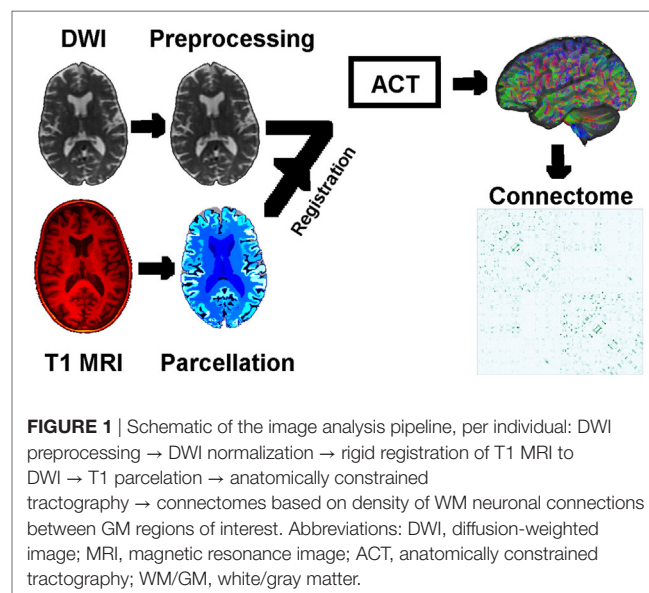 DWI Preprocessing
ACT
Registration
Connectome
T1 MRI Parcellation
FIGURE 1 | Schematic of the image analysis pipeline, per individual: DWI
preprocessing → DWI normalization → rigid registration of T1 MRI to
DWI → T1 parcelation → anatomically constrained
tractography → connectomes based on density of WM neuronal connections
between GM regions of interest. Abbreviations: DWI, diffusion-weighted
image; MRI, magnetic resonance image; ACT, anatomically constrained
tractography; WM/GM, white/gray matter.